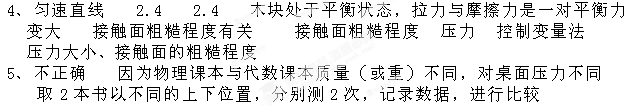 4、匀速直线 2.4 2.4 木块处于平衡状态，拉力与摩擦力是一对平衡力
变大 接触面粗糙程度有关 接触面粗糙程度 压力 控制变量法
压力大小、接触面的粗糙程度
5、不正确 因为物理课本与代数课本质量（或重）不同，对桌面压力不同
取2本书以不同的上下位置，分别测2次，记录数据，进行比较